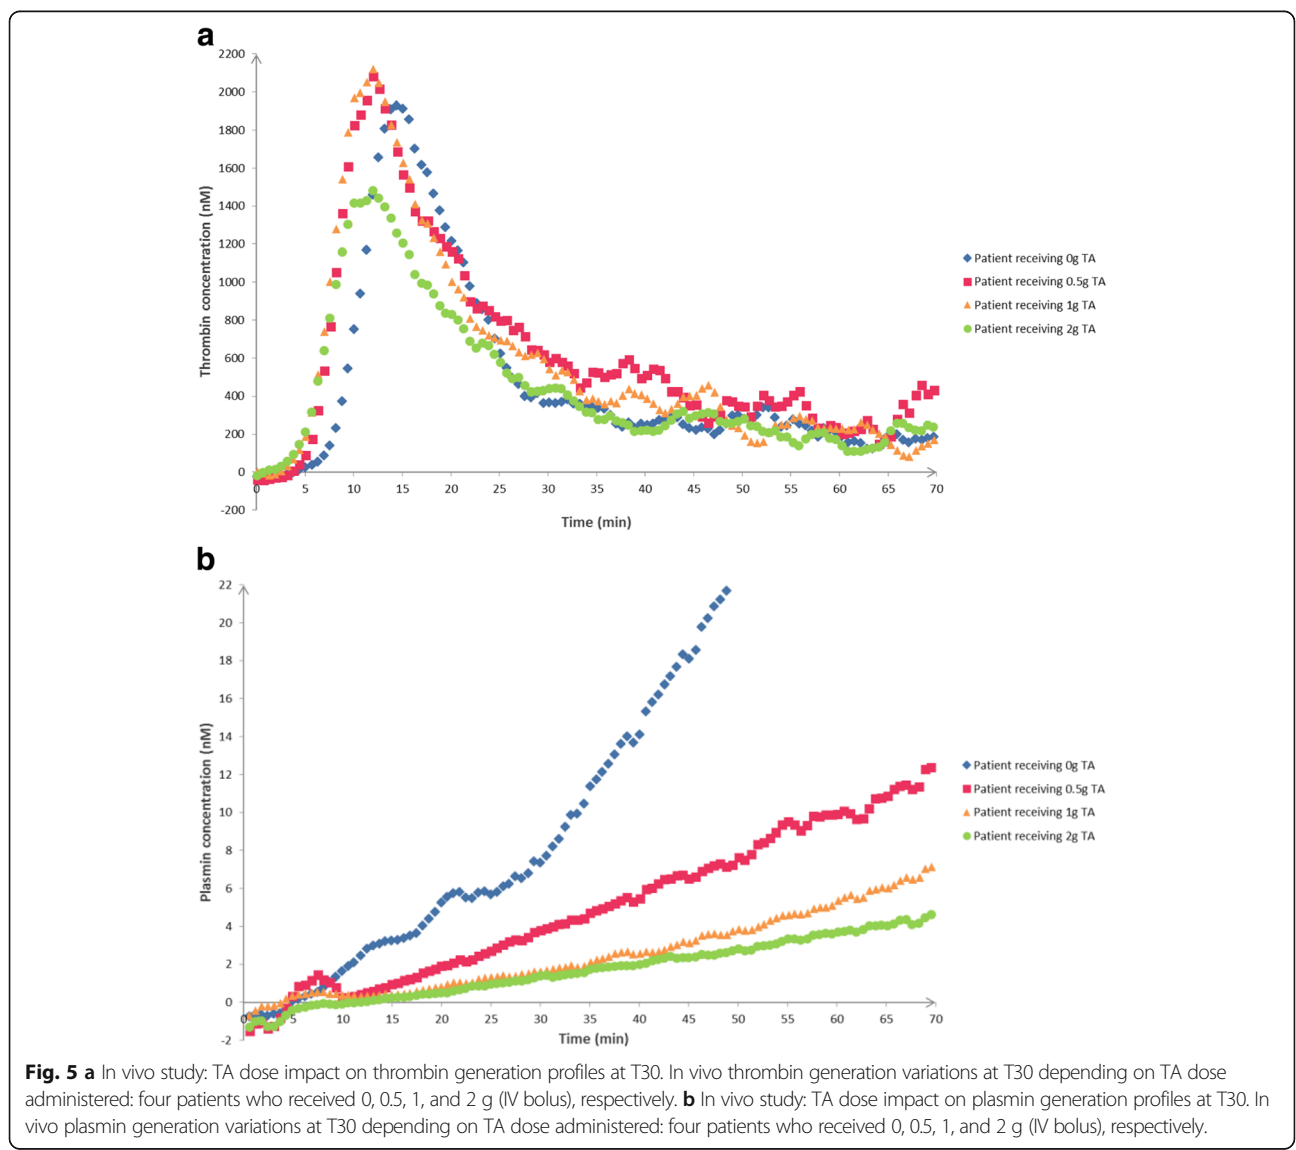 a
2200
2000
1800
1600
1400
1200
1000
800
600
400
200
0
-200
Thrombin concentration (nM)
0 5 10 15 20 25 30 35 40 45 50 55 60 65 70
Time (min)
Patient receiving 0g TA
Patient receiving 0.5g TA
Patient receiving 1g TA
Patient receiving 2g TA
b
22
20
18
16
14
12
10
8
6
4
2
0
-2
Plasmin concentration (nM)
0 5 10 15 20 25 30 35 40 45 50 55 60 65 70
Time (min)
Patient receiving 0g TA
Patient receiving 0.5g TA
Patient receiving 1g TA
Patient receiving 2g TA
Fig. 5 a In vivo study: TA dose impact on thrombin generation profiles at T30. In vivo thrombin generation variations at T30 depending on TA dose
administered: four patients who received 0, 0.5, 1, and 2 g (IV bolus), respectively. b In vivo study: TA dose impact on plasmin generation profiles at T30. In
vivo plasmin generation variations at T30 depending on TA dose administered: four patients who received 0, 0.5, 1, and 2 g (IV bolus), respectively.